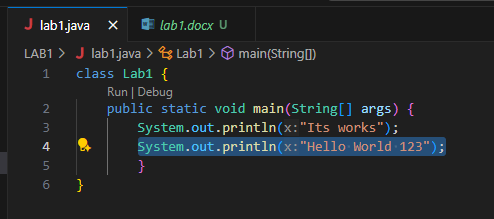 J lab1.java × lab1.docx U
LAB1 > J lab1.java > Lab1 > main(String[])
1 class Lab1 {
Run | Debug
2 public static void main(String[] args) {
3 System.out.println(x:"Its works");
4 System.out.println(x:"Hello World 123");
5 }
6 }